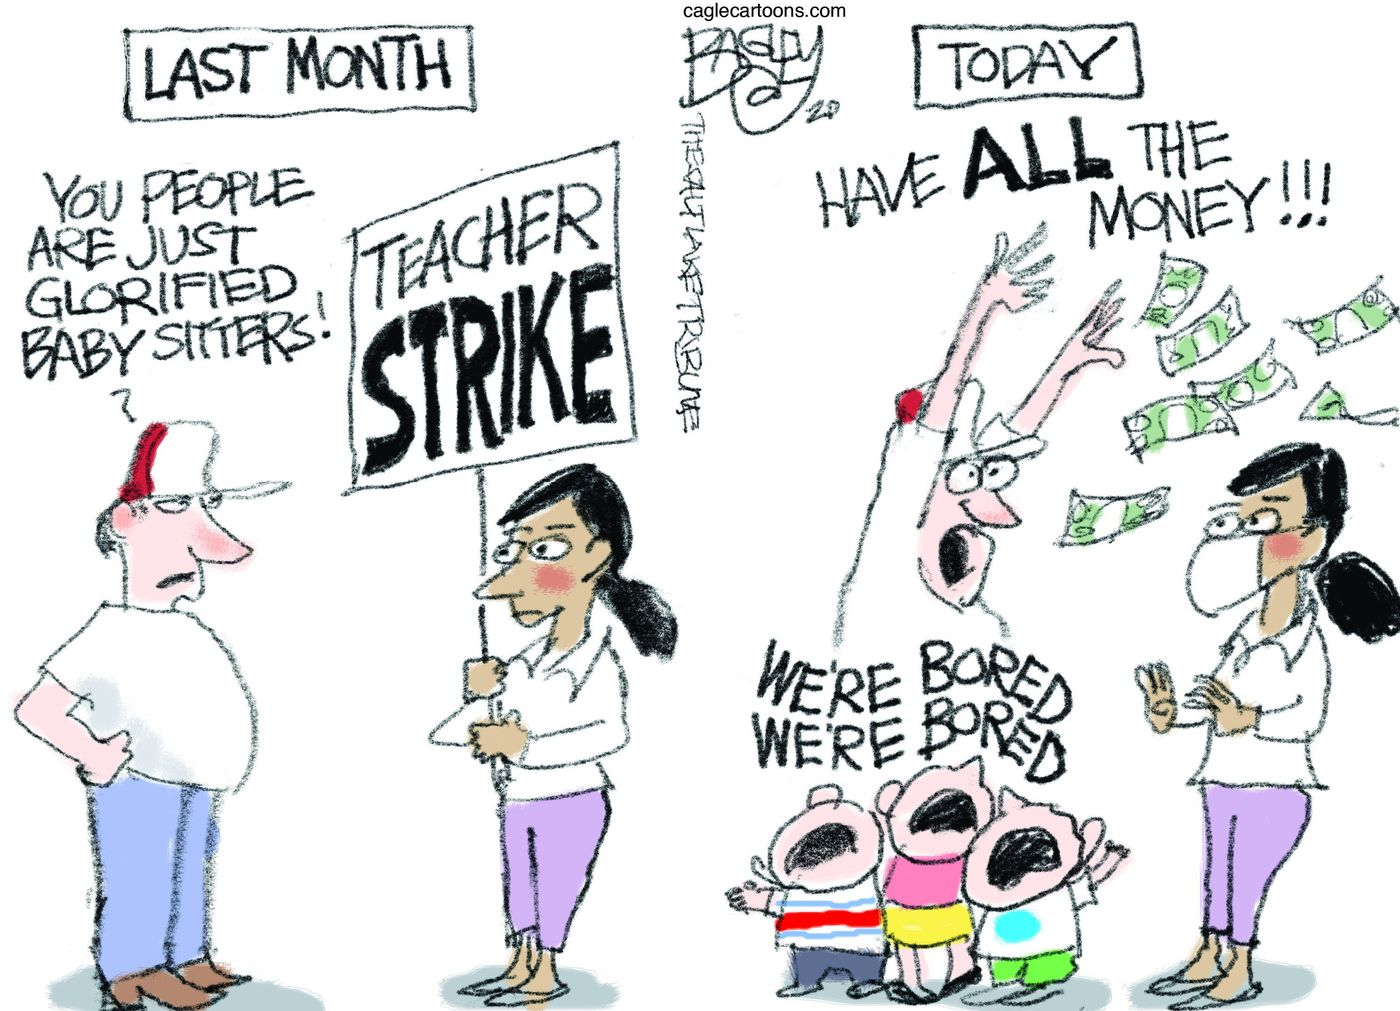 caglecartoons.com
LAST MONTH
YOU PEOPLE
ARE JUST
GLORIFIED
BABY SITTERS!
TEACHER
STRIKE
BAGLEY
20
THE SALT LAKE TRIBUNE
TODAY
HAVE ALL THE
MONEY!!!
WE'RE BORED
WE'RE BORED